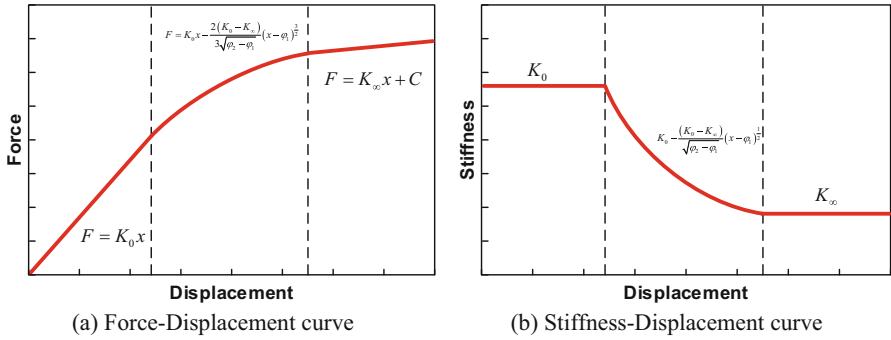 F = K₀x − 2(K₀ − K∞)/(3√(φ₂ − φ₁)) (x − φ₁)^(3/2)
F = K∞x + C
F = K₀x
Force
Displacement
(a) Force-Displacement curve
K₀
K₀ − (K₀ − K∞)/√(φ₂ − φ₁) (x − φ₁)^(1/2)
K∞
Stiffness
Displacement
(b) Stiffness-Displacement curve